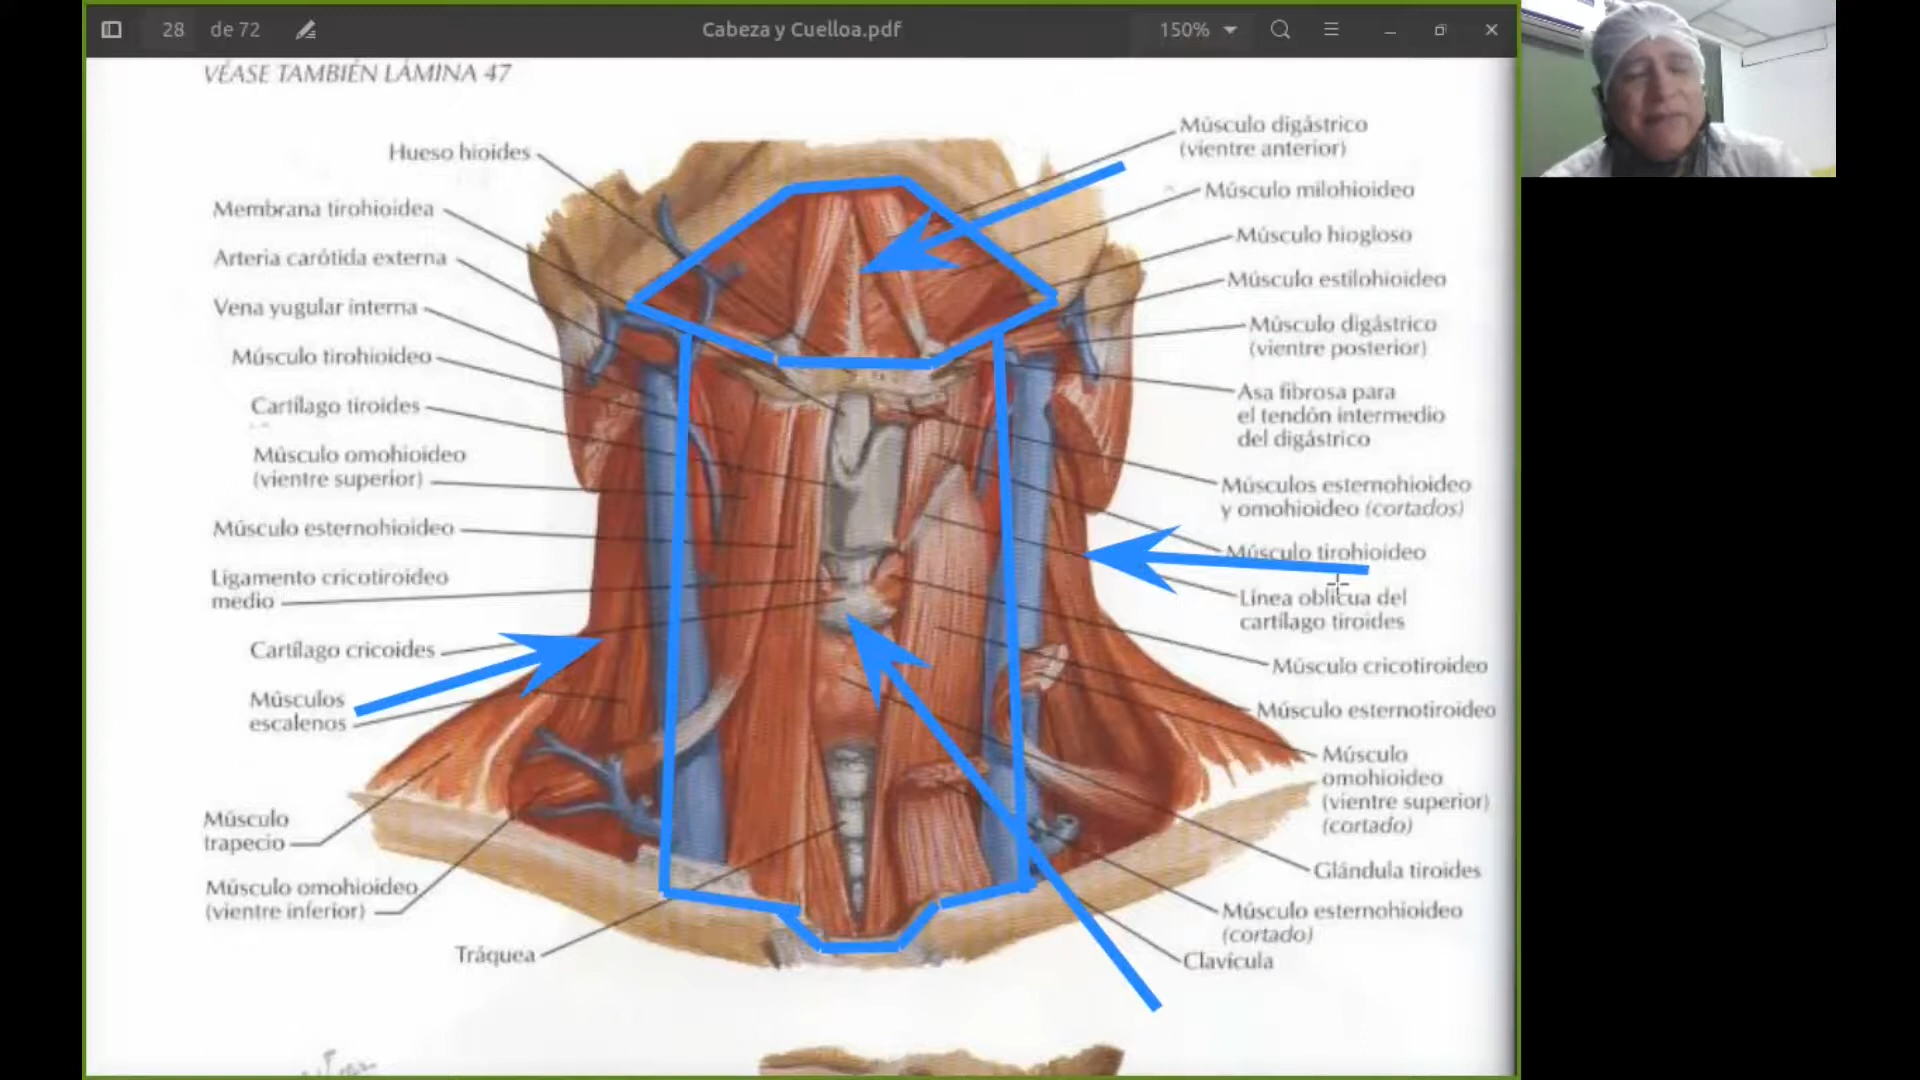 28 de 72
Cabeza y Cuelloa.pdf
150%
VÉASE TAMBIÉN LÁMINA 47
Hueso hioides
Membrana tirohioidea
Arteria carótida externa
Vena yugular interna
Músculo tirohioideo
Cartílago tiroides
Músculo omohioideo
(vientre superior)
Músculo esternohioideo
Ligamento cricotiroideo
medio
Cartílago cricoides
Músculos
escalenos
Músculo
trapecio
Músculo omohioideo
(vientre inferior)
Tráquea
Músculo digástrico
(vientre anterior)
Músculo milohioideo
Músculo hiogloso
Músculo estilohioideo
Músculo digástrico
(vientre posterior)
Asa fibrosa para
el tendón intermedio
del digástrico
Músculos esternohioideo
y omohioideo (cortados)
Músculo tirohioideo
Línea oblicua del
cartílago tiroides
Músculo cricotiroideo
Músculo esternotiroideo
Músculo
omohioideo
(vientre superior)
(cortado)
Glándula tiroides
Músculo esternohioideo
(cortado)
Clavícula